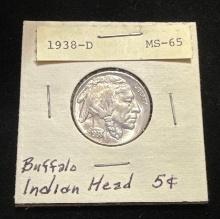 1938-D MS-65
Buffalo
Indian Head 5¢